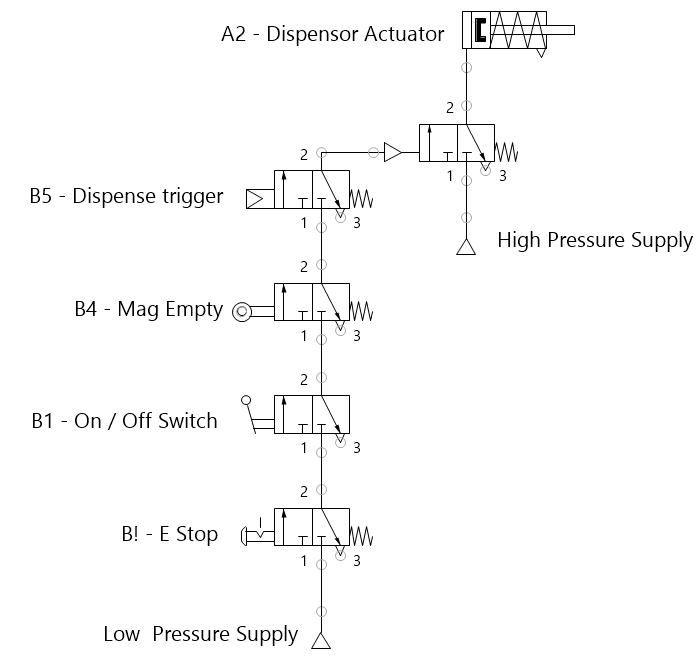 A2 - Dispensor Actuator
2
1 3
2
B5 - Dispense trigger
1 3
High Pressure Supply
2
B4 - Mag Empty
1 3
2
B1 - On / Off Switch
1 3
2
B! - E Stop
1 3
Low  Pressure Supply